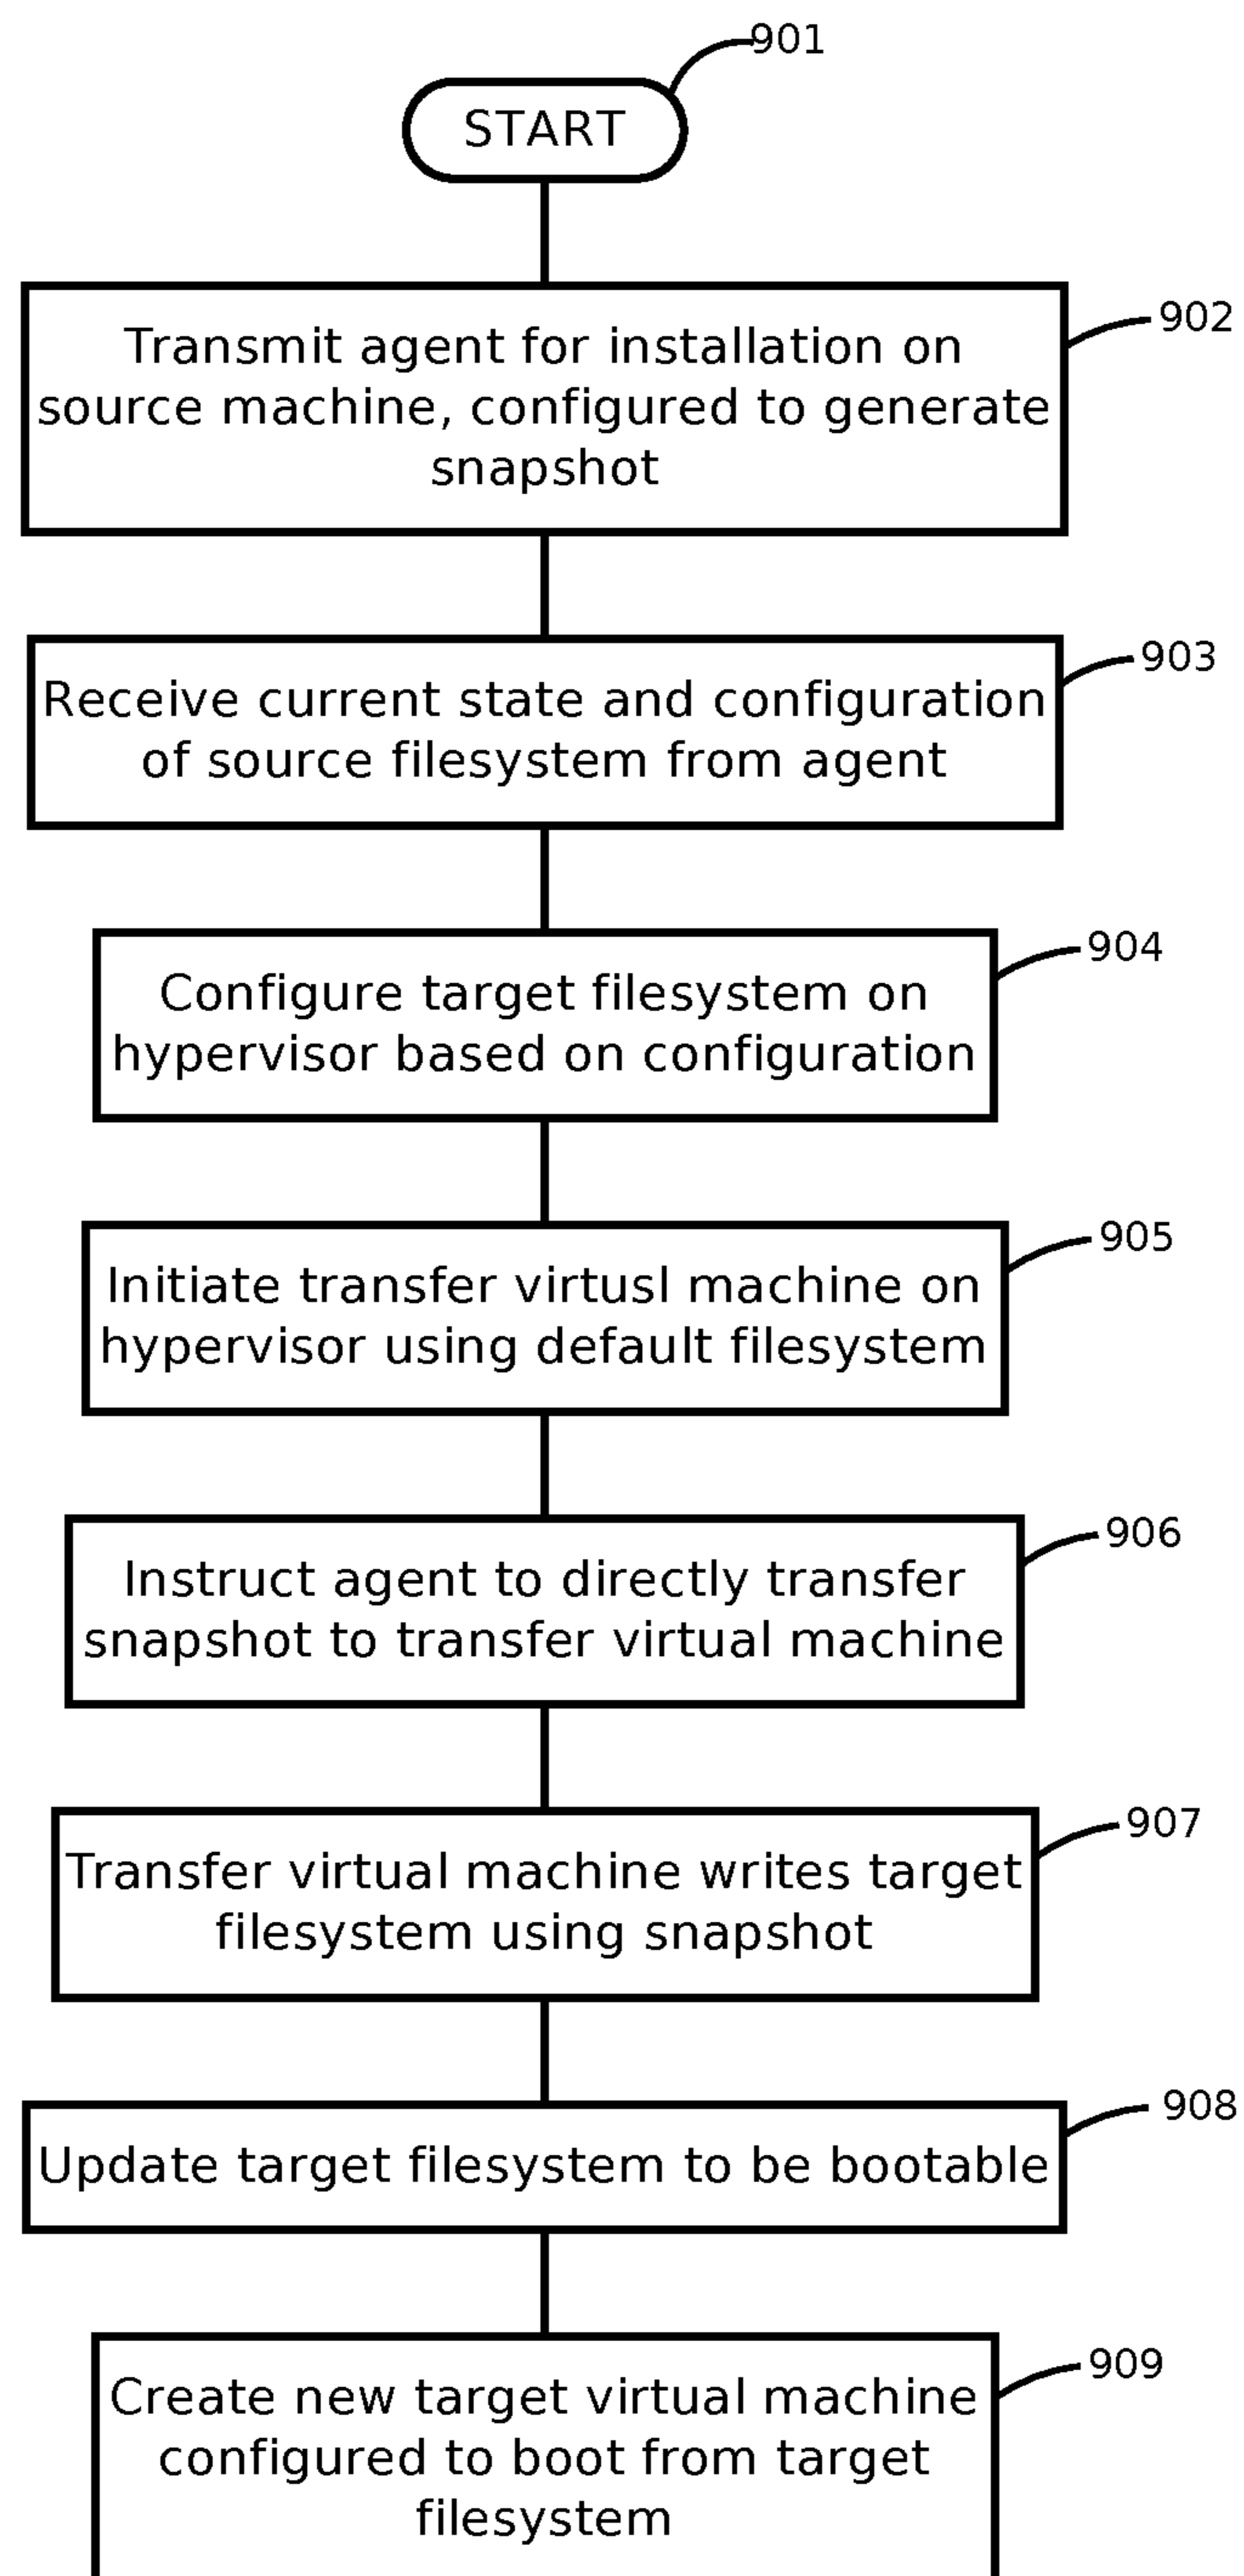 901
START
902
Transmit agent for installation on
source machine, configured to generate
snapshot
903
Receive current state and configuration
of source filesystem from agent
904
Configure target filesystem on
hypervisor based on configuration
905
Initiate transfer virtusl machine on
hypervisor using default filesystem
906
Instruct agent to directly transfer
snapshot to transfer virtual machine
907
Transfer virtual machine writes target
filesystem using snapshot
908
Update target filesystem to be bootable
909
Create new target virtual machine
configured to boot from target
filesystem